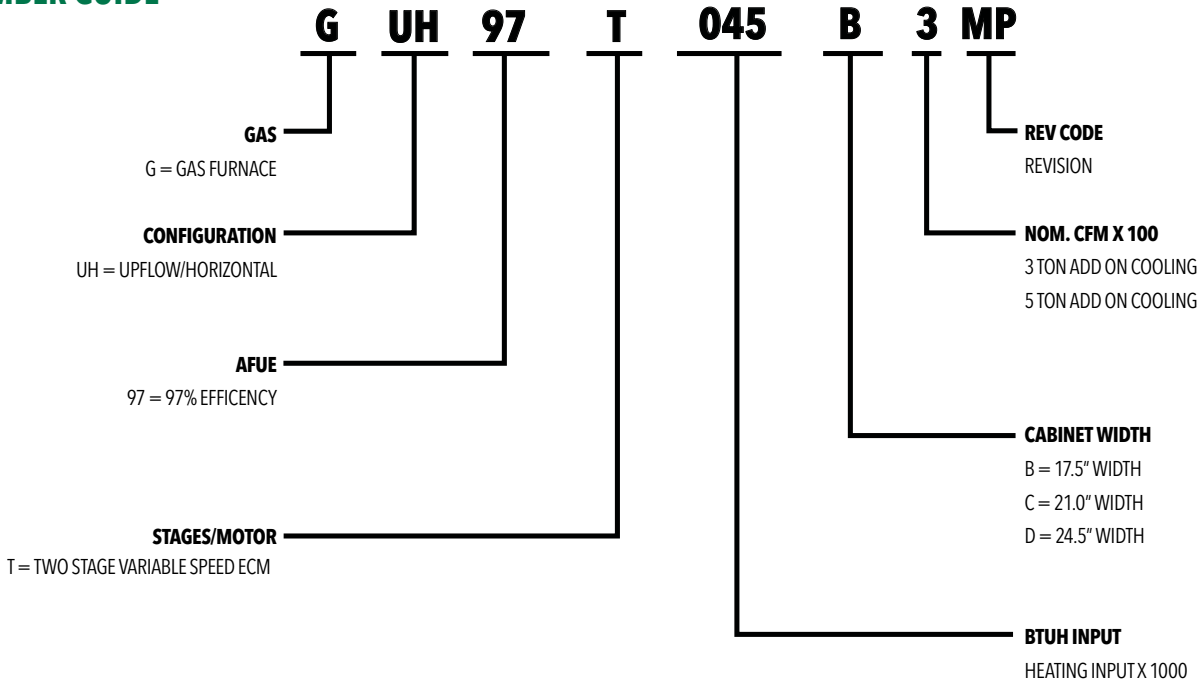 G UH 97 T 045 B 3 MP
GAS
G = GAS FURNACE
CONFIGURATION
UH = UPFLOW/HORIZONTAL
AFUE
97 = 97% EFFICENCY
STAGES/MOTOR
T = TWO STAGE VARIABLE SPEED ECM
REV CODE
REVISION
NOM. CFM X 100
3 TON ADD ON COOLING
5 TON ADD ON COOLING
CABINET WIDTH
B = 17.5" WIDTH
C = 21.0" WIDTH
D = 24.5" WIDTH
BTUH INPUT
HEATING INPUT X 1000